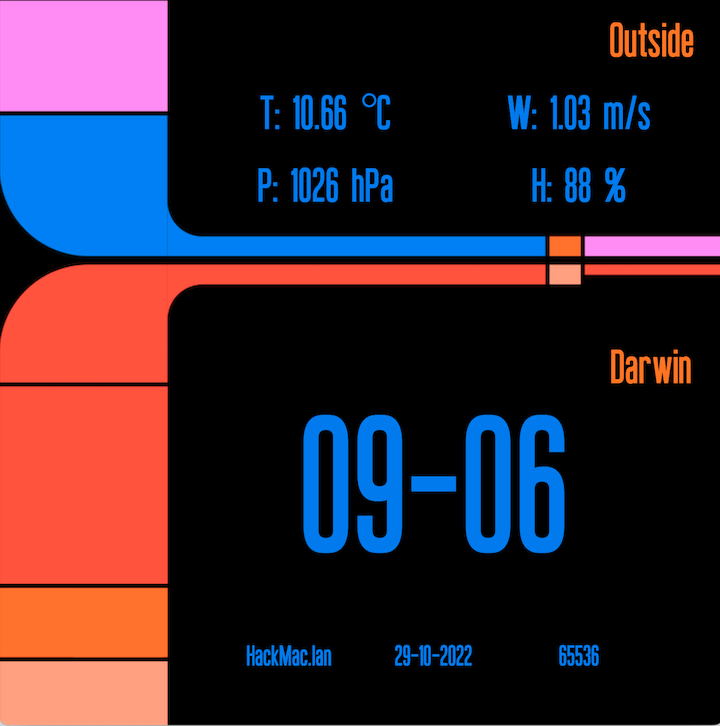 Outside
T: 10.66 °C W: 1.03 m/s
P: 1026 hPa H: 88 %
Darwin
09-06
HackMac.lan 29-10-2022 65536